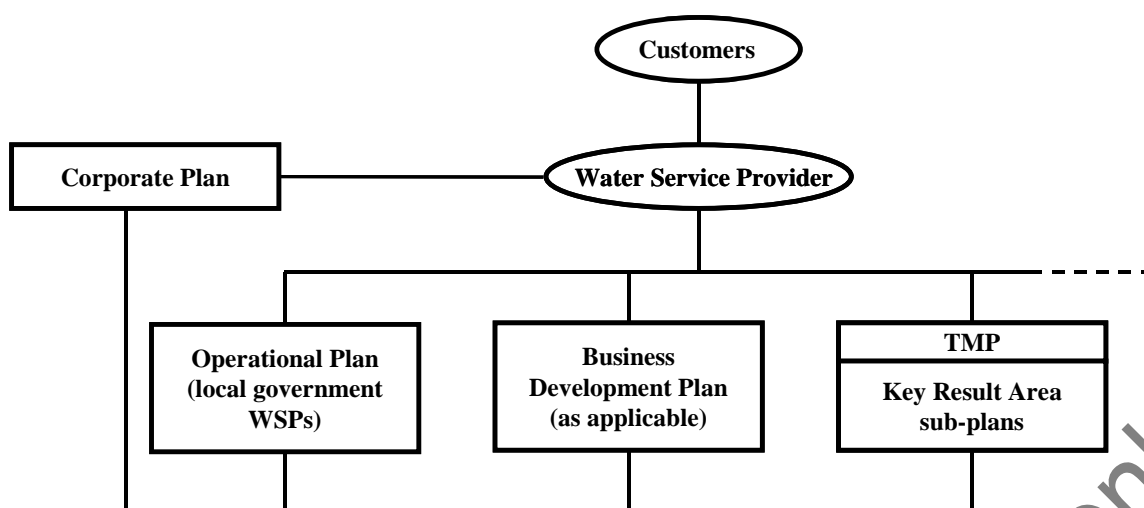 Customers
Corporate Plan
Water Service Provider
Operational Plan
(local government
WSPs)
Business
Development Plan
(as applicable)
TMP
Key Result Area
sub-plans